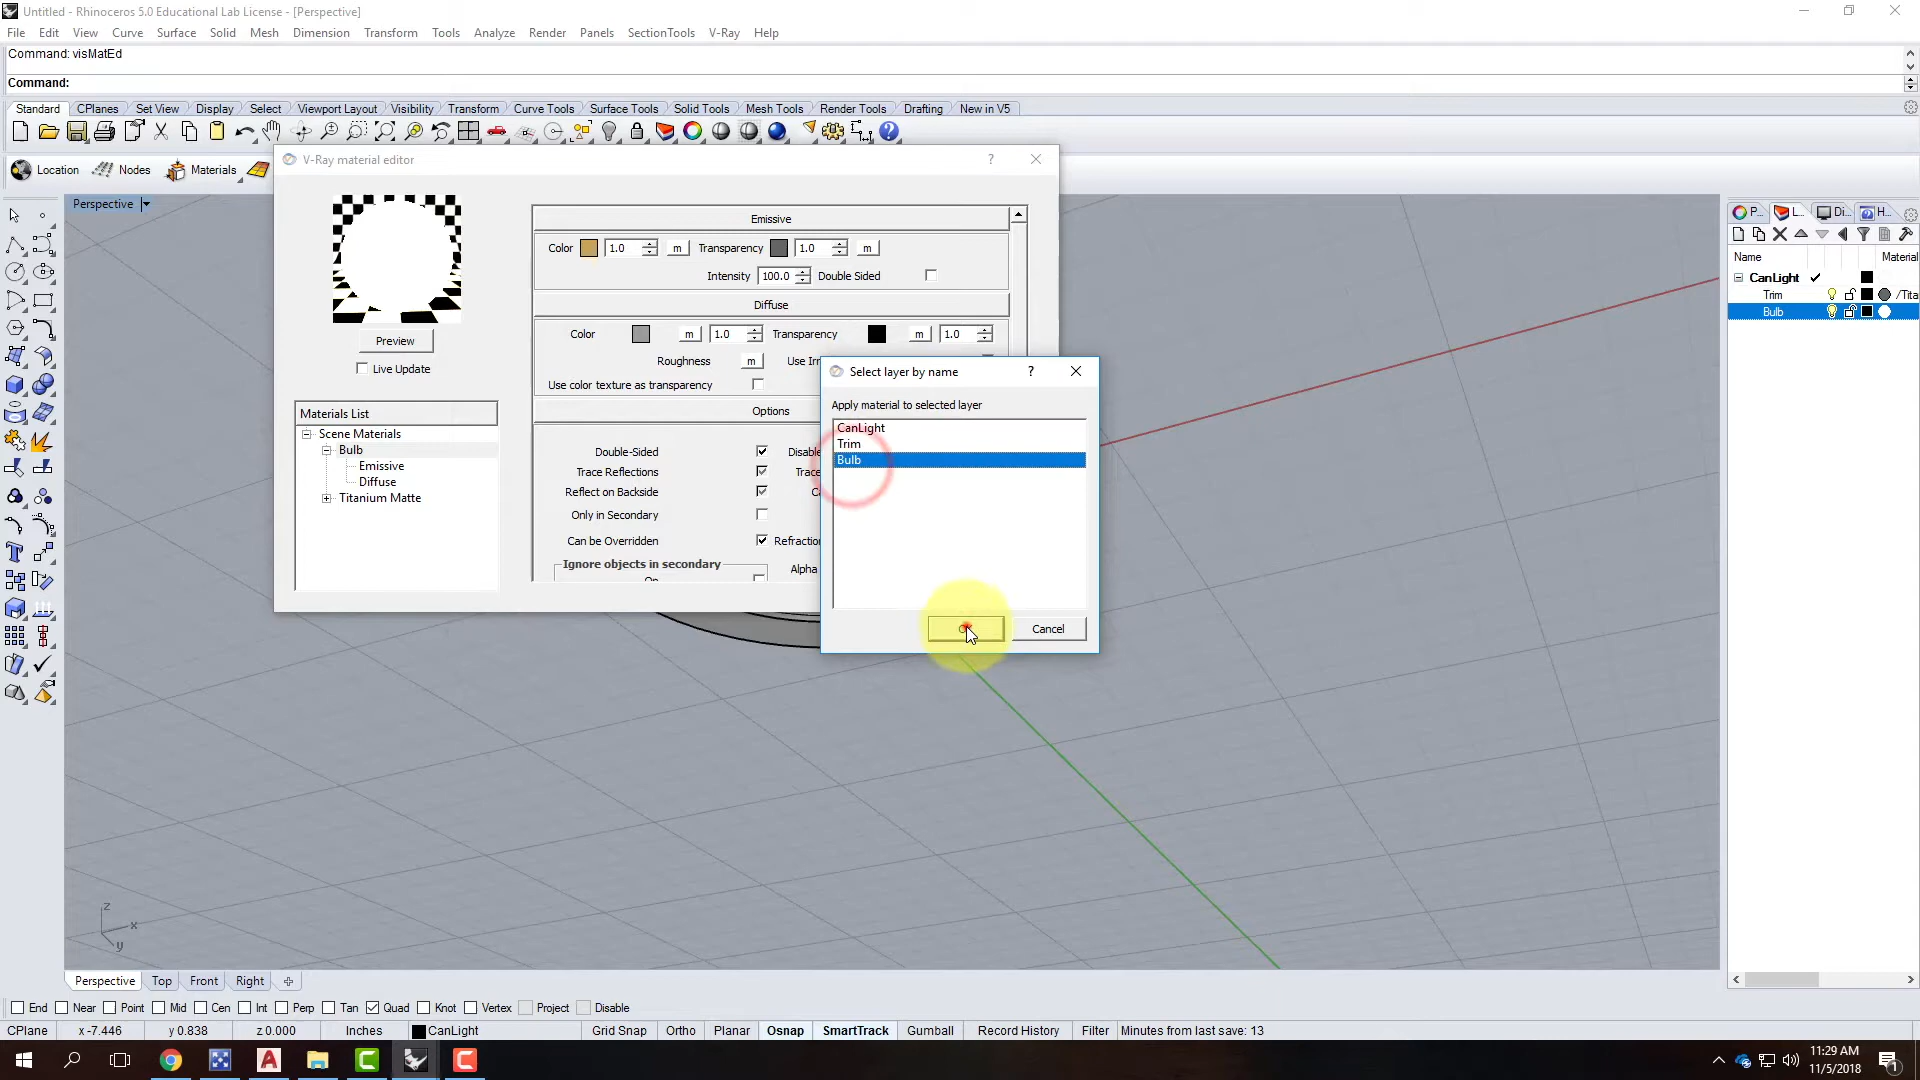 Untitled - Rhinoceros 5.0 Educational Lab License - [Perspective]
File Edit View Curve Surface Solid Mesh Dimension Transform Tools Analyze Render Panels SectionTools V-Ray Help
Command: visMatEd
Command:
Standard CPlanes Set View Display Select Viewport Layout Visibility Transform Curve Tools Surface Tools Solid Tools Mesh Tools Render Tools Drafting New in V5
Location Nodes Materials
V-Ray material editor ?
Perspective
P... L... Di... H...
Name Material
CanLight
Trim /Tita
Bulb
Emissive
Color 1.0 m Transparency 1.0 m
Intensity 100.0 Double Sided
Diffuse
Color m 1.0 Transparency m 1.0
Roughness m
Use color texture as transparency
Preview
Live Update
Options
Double-Sided
Trace Reflections
Reflect on Backside
Only in Secondary
Can be Overridden
Ignore objects in secondary
On
Alpha
Materials List
Scene Materials
Bulb
Emissive
Diffuse
Titanium Matte
Select layer by name ?
Apply material to selected layer
CanLight
Trim
Bulb
Cancel
z
x
y
Perspective Top Front Right
End Near Point Mid Cen Int Perp Tan Quad Knot Vertex Project Disable
CPlane x -7.446 y 0.838 z 0.000 Inches CanLight Grid Snap Ortho Planar Osnap SmartTrack Gumball Record History Filter Minutes from last save: 13
11:29 AM
11/5/2018
1